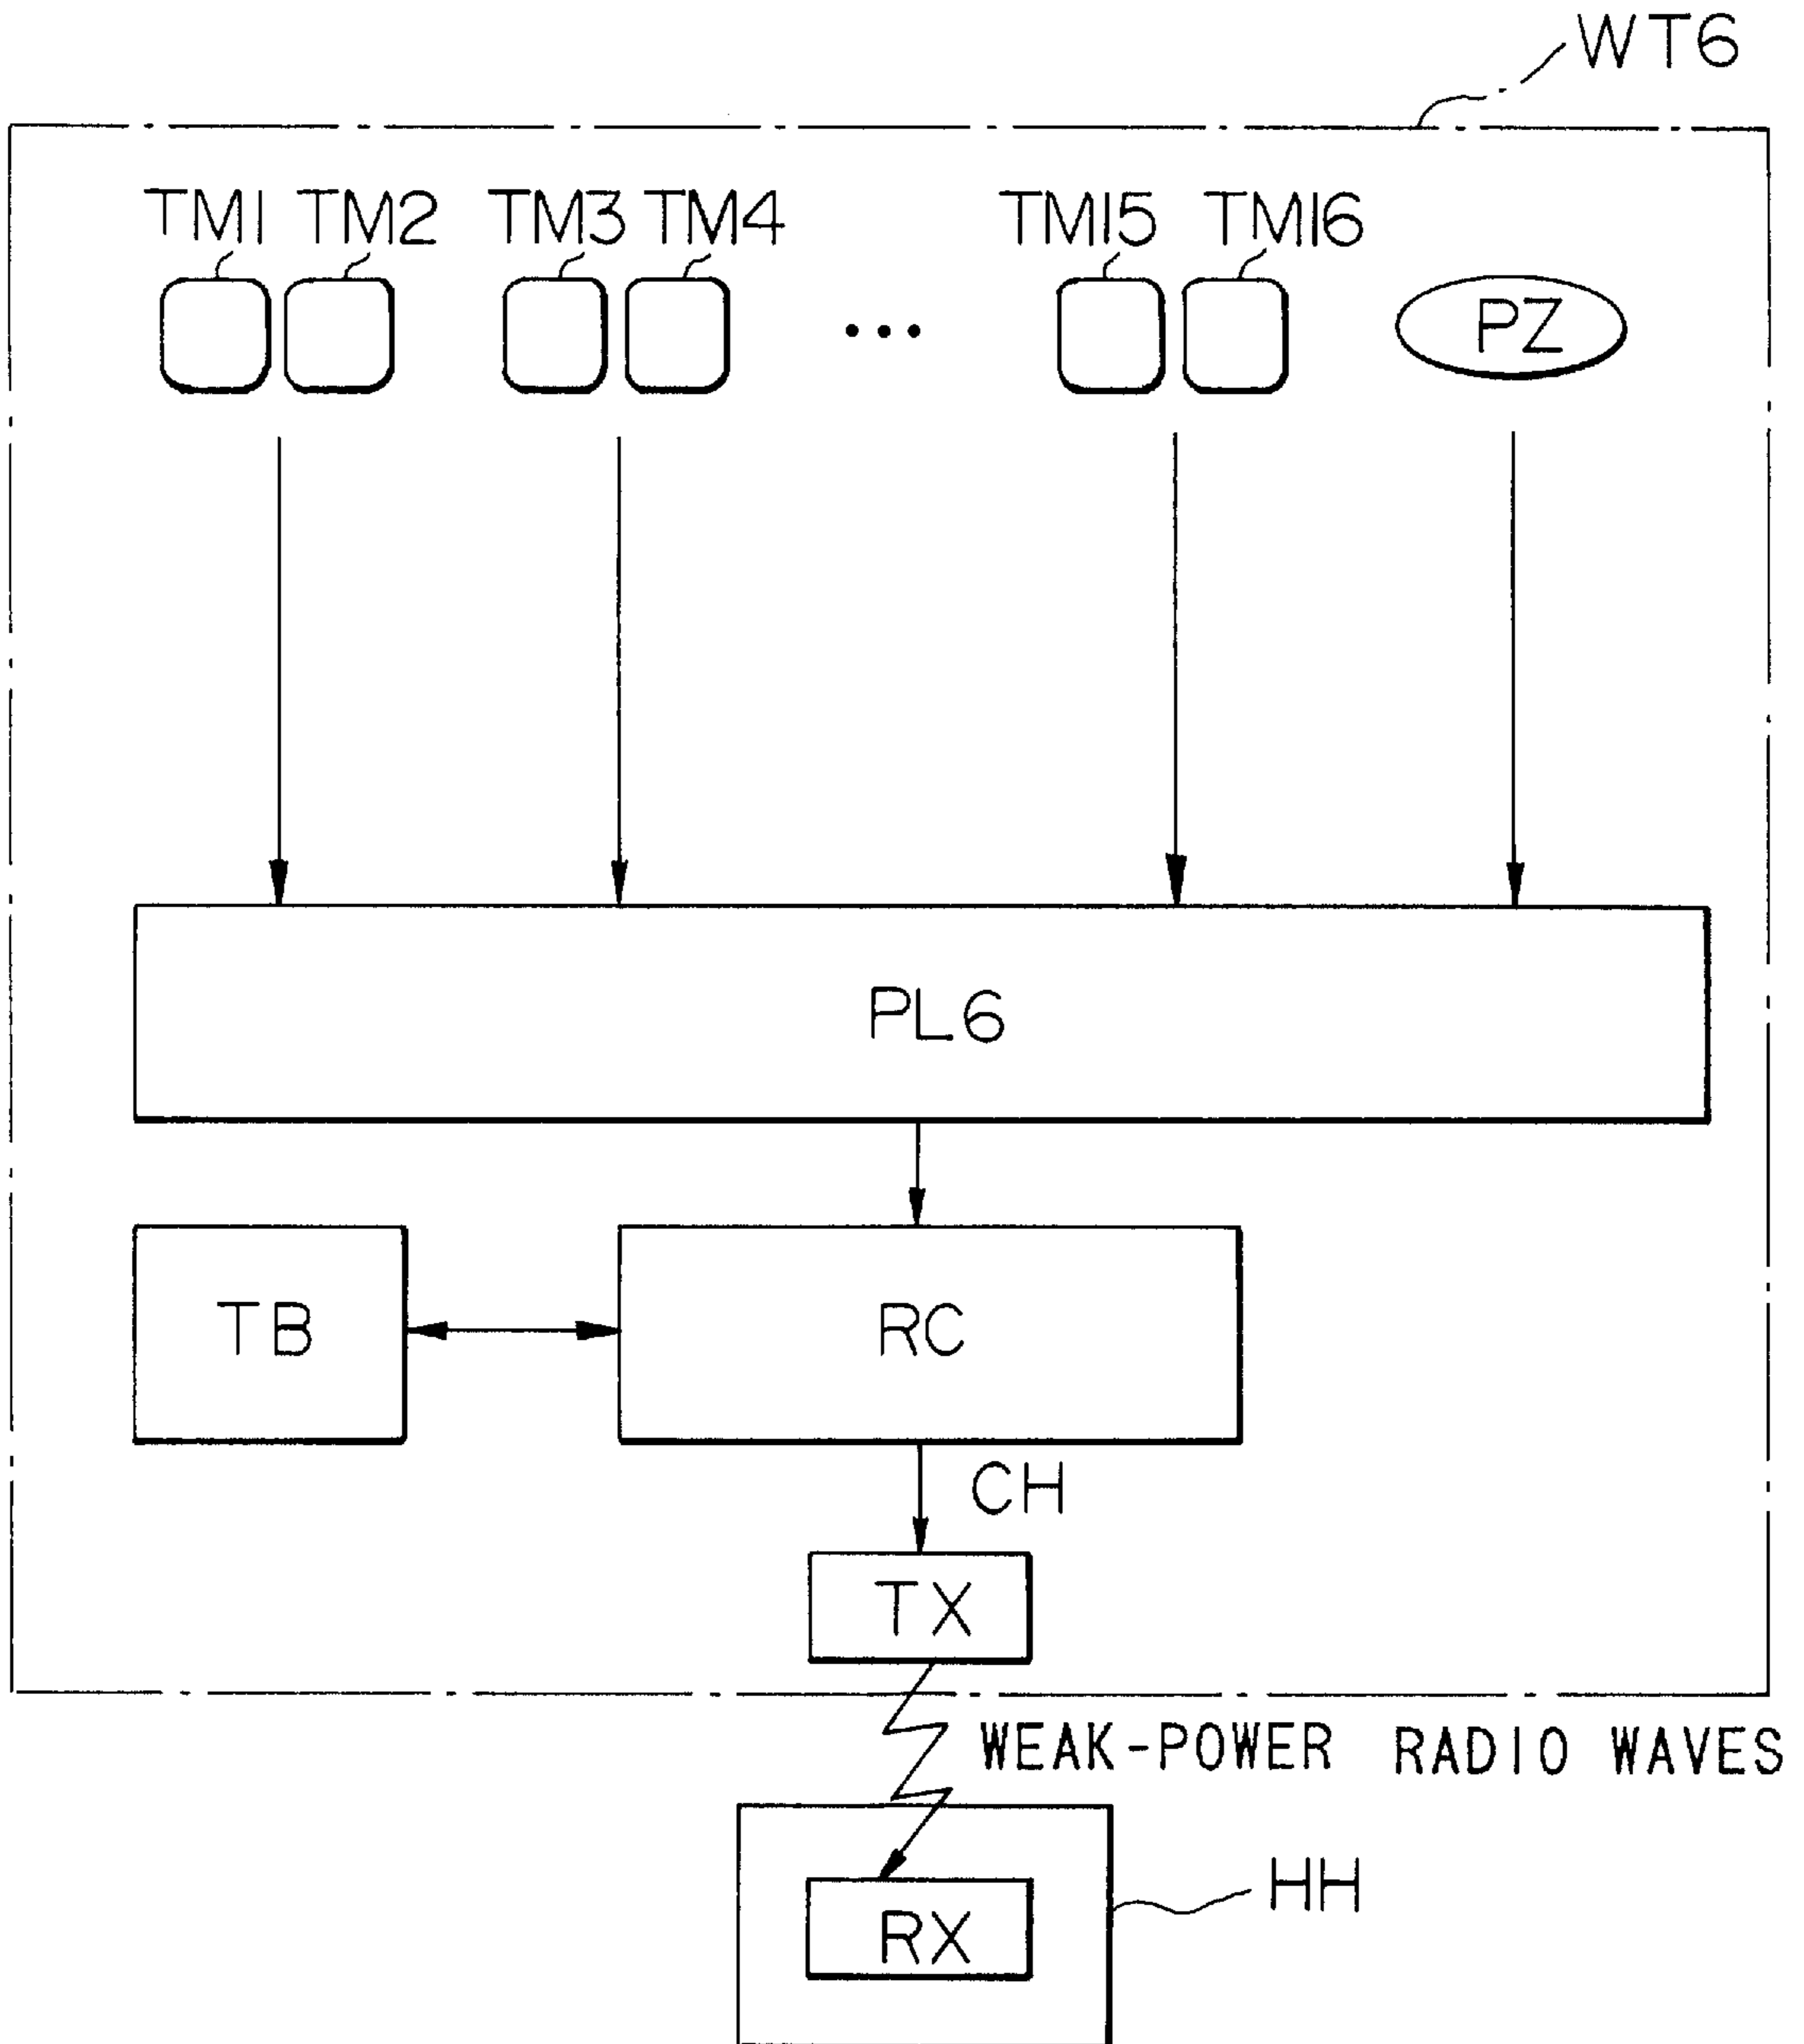 WT6
TM1 TM2 TM3 TM4 TM15 TM16
PZ
PL6
TB RC
CH
TX
WEAK-POWER RADIO WAVES
HH
RX